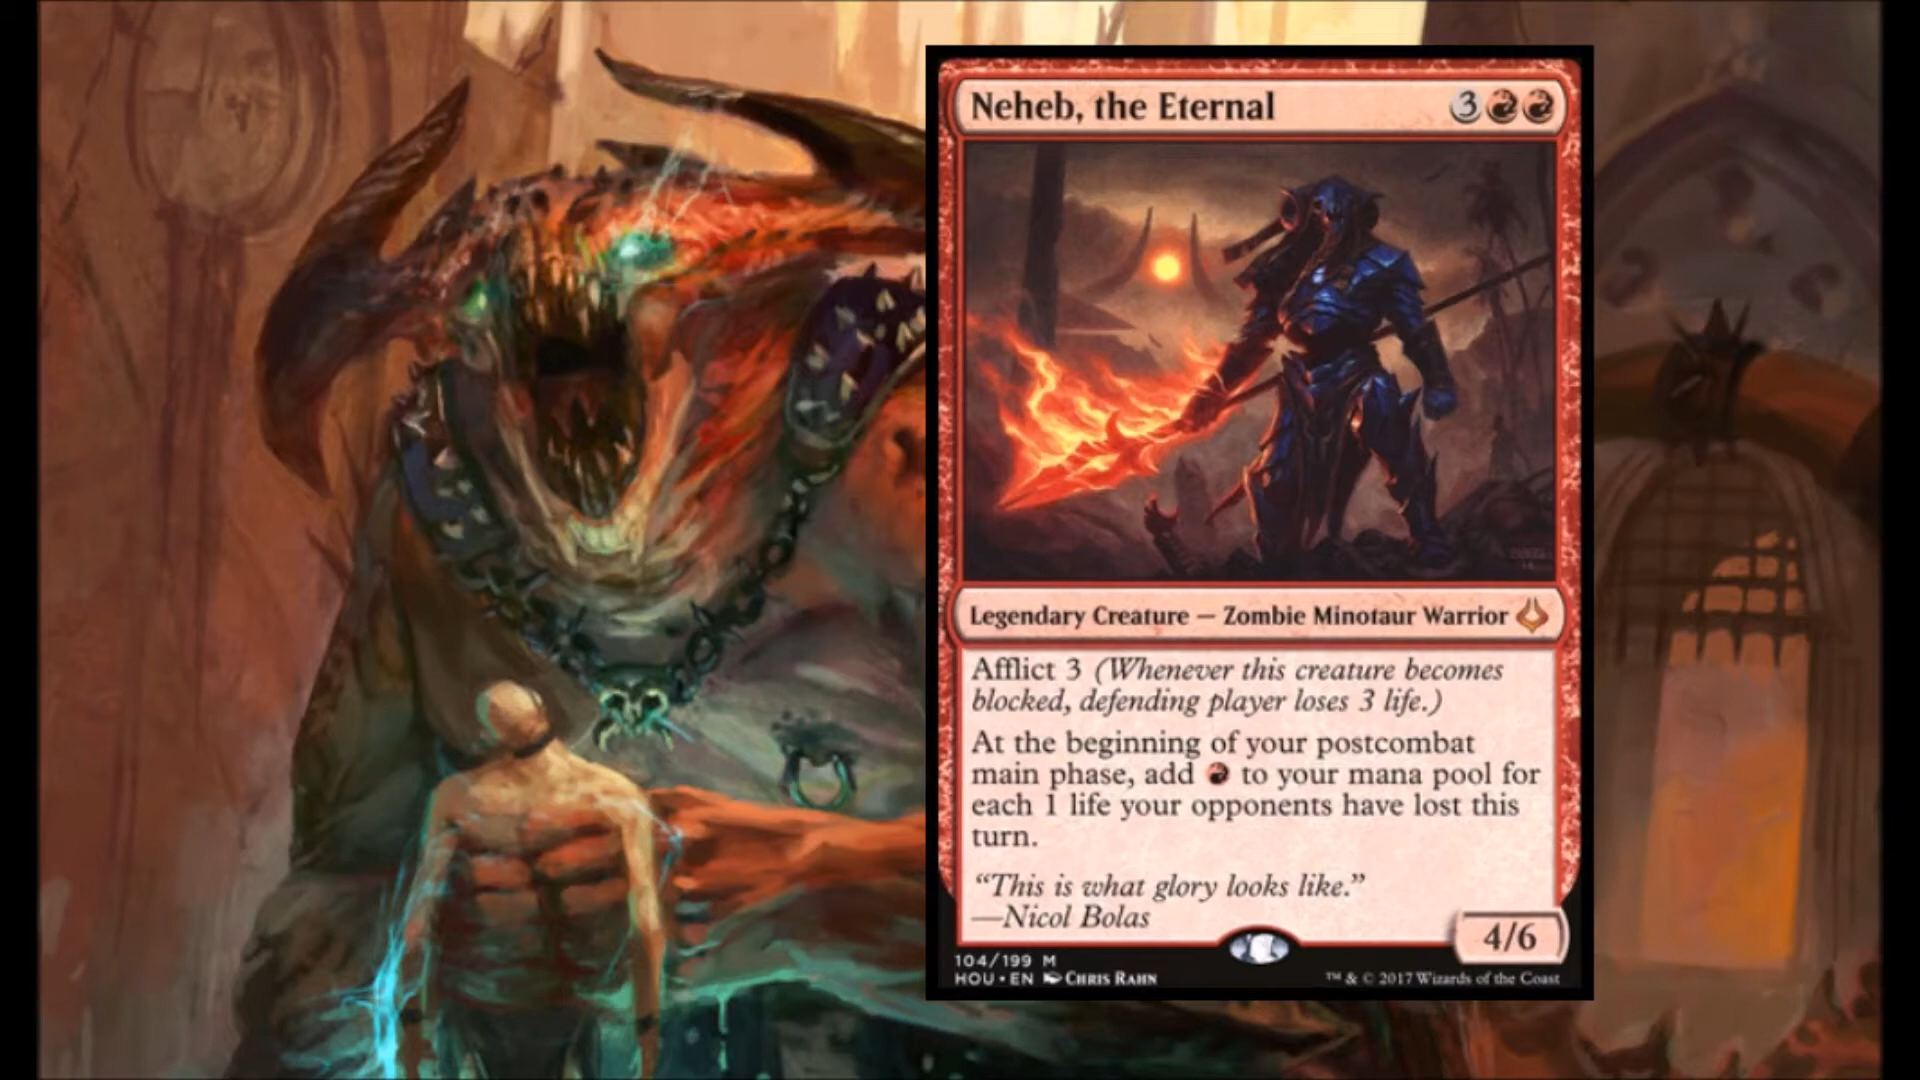 Neheb, the Eternal 3
Legendary Creature — Zombie Minotaur Warrior
Afflict 3 (Whenever this creature becomes
blocked, defending player loses 3 life.)
At the beginning of your postcombat
main phase, add to your mana pool for
each 1 life your opponents have lost this
turn.
“This is what glory looks like.”
—Nicol Bolas
4/6
104/199 M
HOU • EN Chris Rahn
™ & © 2017 Wizards of the Coast